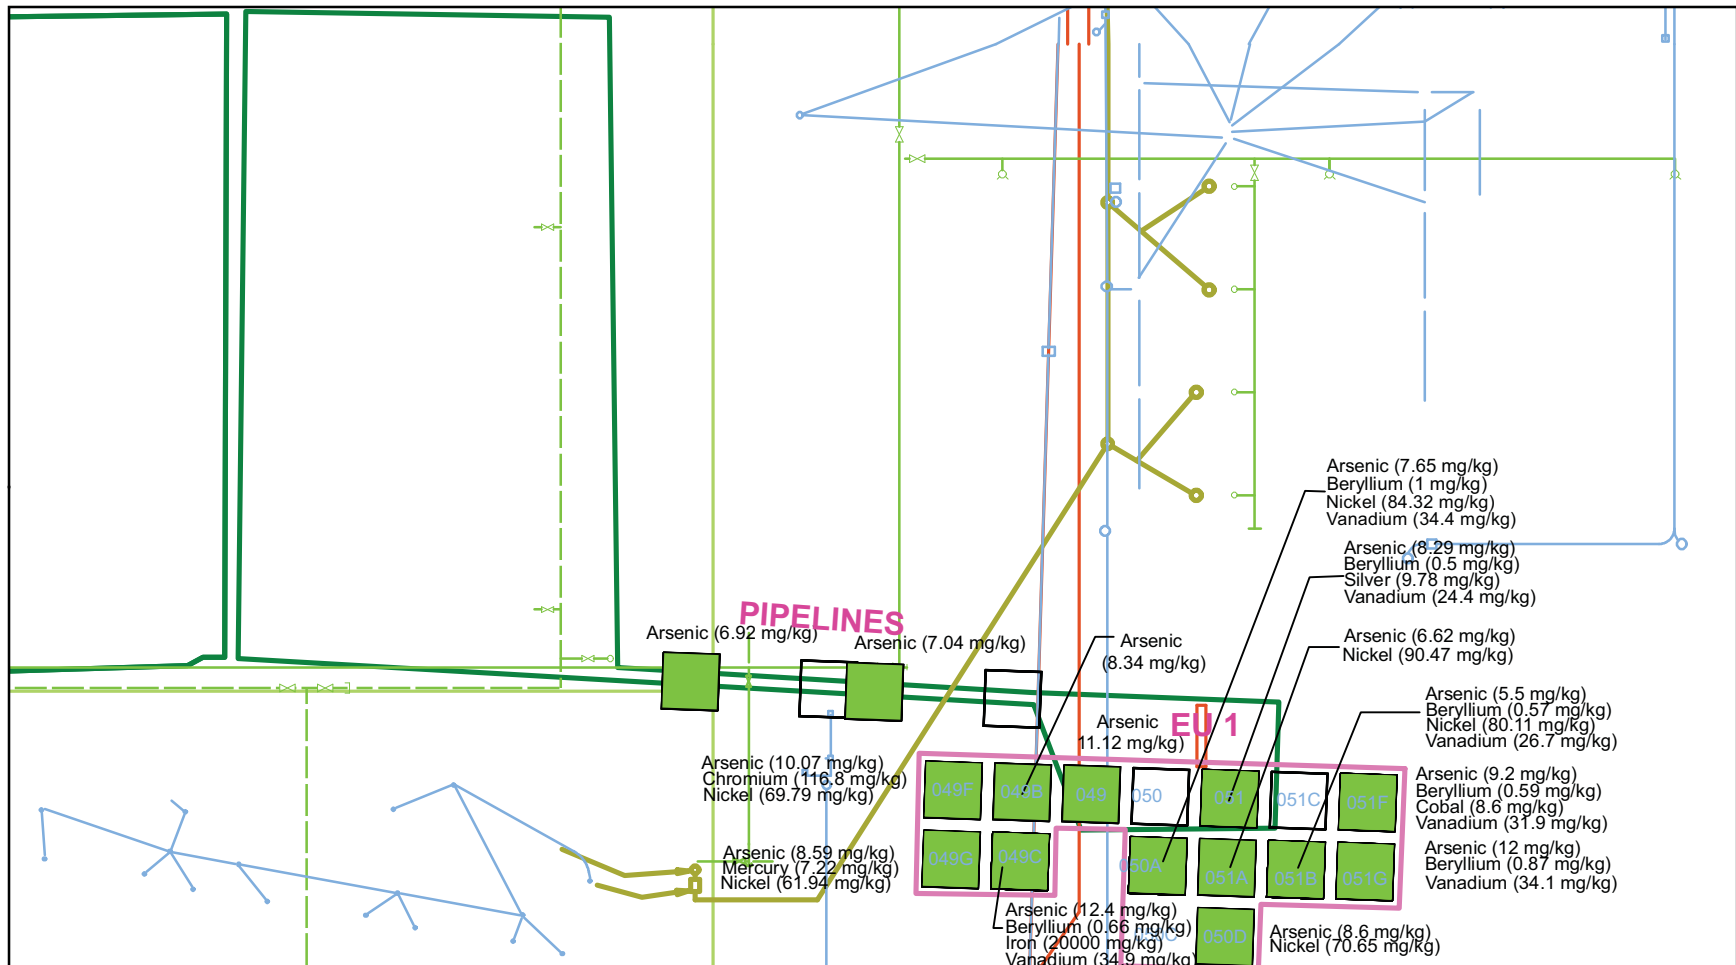 Arsenic (7.65 mg/kg)
Beryllium (1 mg/kg)
Nickel (84.32 mg/kg)
Vanadium (34.4 mg/kg)
Arsenic (8.29 mg/kg)
Beryllium (0.5 mg/kg)
Silver (9.78 mg/kg)
Vanadium (24.4 mg/kg)
PIPELINES
Arsenic (6.92 mg/kg)
Arsenic (7.04 mg/kg)
Arsenic
(8.34 mg/kg)
Arsenic (6.62 mg/kg)
Nickel (90.47 mg/kg)
Arsenic (5.5 mg/kg)
Beryllium (0.57 mg/kg)
Nickel (80.11 mg/kg)
Vanadium (26.7 mg/kg)
EU 1
Arsenic
11.12 mg/kg)
Arsenic (10.07 mg/kg)
Chromium (116.8 mg/kg)
Nickel (69.79 mg/kg)
049F
049B
049
050
051
051C
051F
Arsenic (9.2 mg/kg)
Beryllium (0.59 mg/kg)
Cobal (8.6 mg/kg)
Vanadium (31.9 mg/kg)
Arsenic (8.59 mg/kg)
Mercury (7.22 mg/kg)
Nickel (61.94 mg/kg)
049G
049C
050A
051A
051B
051G
Arsenic (12 mg/kg)
Beryllium (0.87 mg/kg)
Vanadium (34.1 mg/kg)
Arsenic (12.4 mg/kg)
Beryllium (0.66 mg/kg)
Iron (20000 mg/kg)
Vanadium (34.9 mg/kg)
050C
050D
Arsenic (8.6 mg/kg)
Nickel (70.65 mg/kg)